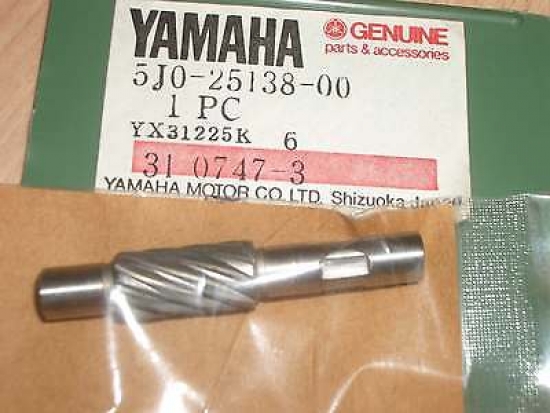 YAMAHA
GENUINE
parts & accessories
5J0-25138-00
1 PC
YX31225K 6
31 0747-3
YAMAHA MOTOR CO.LTD. Shizuoka Japan